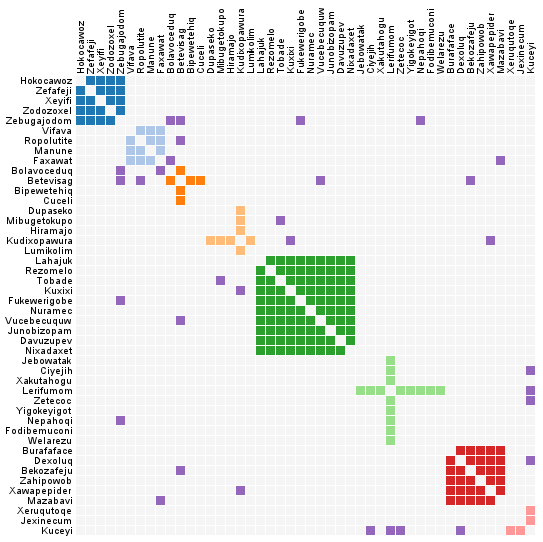 Hokocawoz
Zefafeji
Xeyifi
Zodozoxel
Zebugajodom
Vifava
Ropolutite
Manune
Faxawat
Bolavoceduq
Betevisag
Bipewetehiq
Cuceli
Dupaseko
Mibugetokupo
Hiramajo
Kudixopawura
Lumikolim
Lahajuk
Rezomelo
Tobade
Kuxixi
Fukewerigobe
Nuramec
Vucebecuquw
Junobizopam
Davuzupev
Nixadaxet
Jebowatak
Ciyejih
Xakutahogu
Lerifumom
Zetecoc
Yigokeyigot
Nepahoqi
Fodibemuconi
Welarezu
Burafaface
Dexoluq
Bekozafeju
Zahipowob
Xawapepider
Mazabavi
Xeruqutoqe
Jexinecum
Kuceyi
Hokocawoz
Zefafeji
Xeyifi
Zodozoxel
Zebugajodom
Vifava
Ropolutite
Manune
Faxawat
Bolavoceduq
Betevisag
Bipewetehiq
Cuceli
Dupaseko
Mibugetokupo
Hiramajo
Kudixopawura
Lumikolim
Lahajuk
Rezomelo
Tobade
Kuxixi
Fukewerigobe
Nuramec
Vucebecuquw
Junobizopam
Davuzupev
Nixadaxet
Jebowatak
Ciyejih
Xakutahogu
Lerifumom
Zetecoc
Yigokeyigot
Nepahoqi
Fodibemuconi
Welarezu
Burafaface
Dexoluq
Bekozafeju
Zahipowob
Xawapepider
Mazabavi
Xeruqutoqe
Jexinecum
Kuceyi